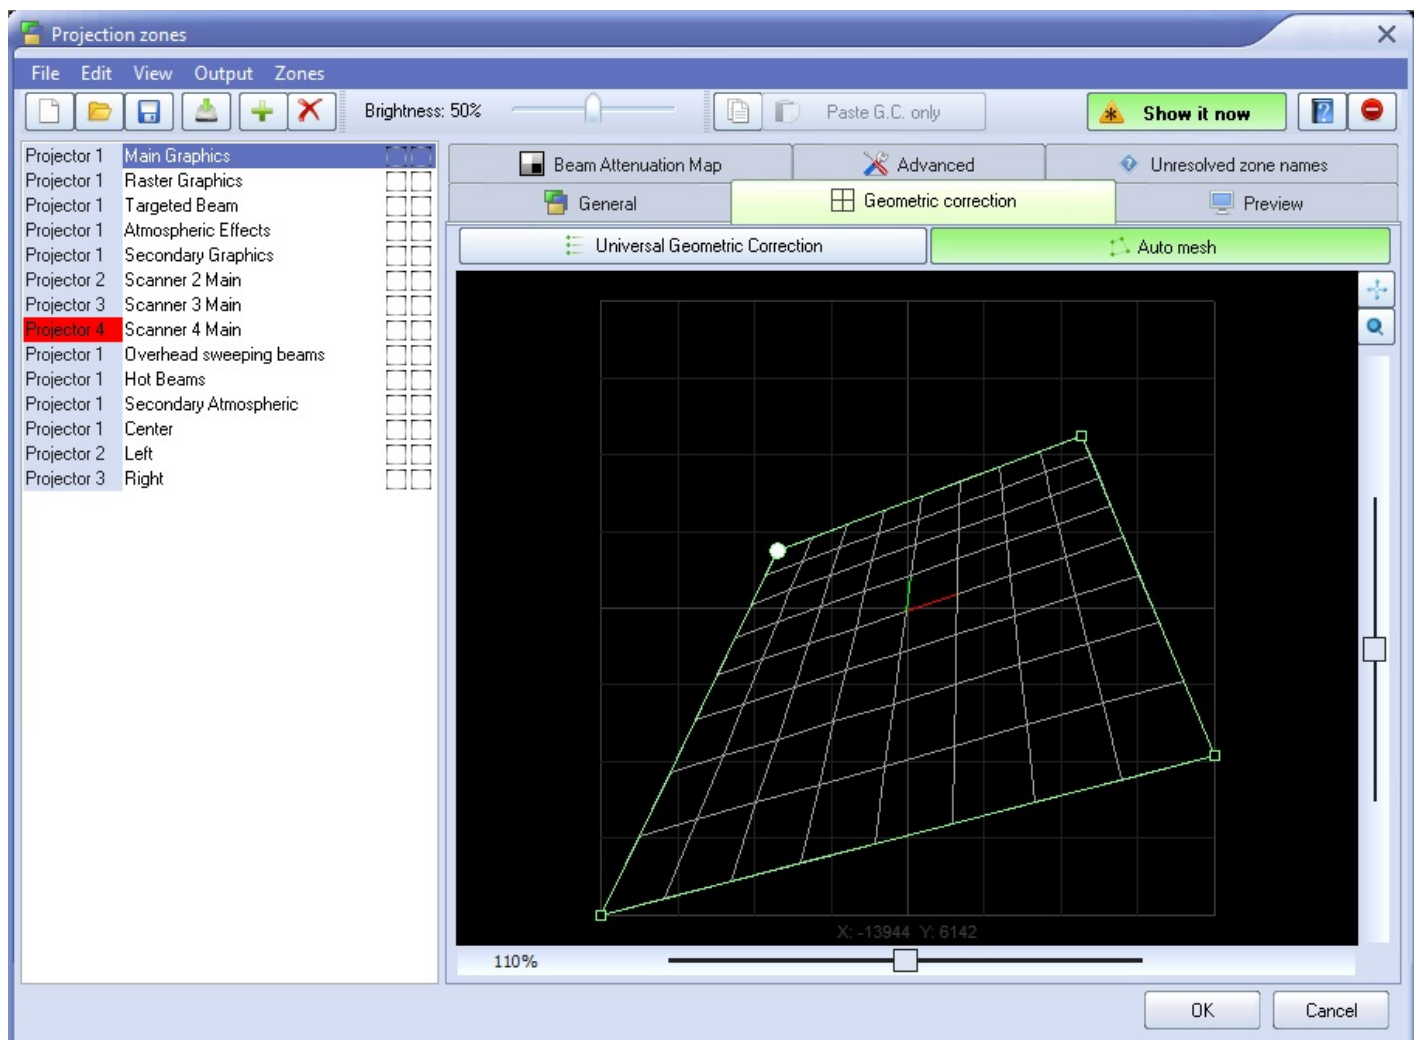 Projection zones
File Edit View Output Zones
Brightness: 50% Paste G.C. only Show it now
Projector 1 Main Graphics
Projector 1 Raster Graphics
Projector 1 Targeted Beam
Projector 1 Atmospheric Effects
Projector 1 Secondary Graphics
Projector 2 Scanner 2 Main
Projector 3 Scanner 3 Main
Projector 4 Scanner 4 Main
Projector 1 Overhead sweeping beams
Projector 1 Hot Beams
Projector 1 Secondary Atmospheric
Projector 1 Center
Projector 2 Left
Projector 3 Right
Beam Attenuation Map Advanced Unresolved zone names
General Geometric correction Preview
Universal Geometric Correction Auto mesh
X: -13944 Y: 6142
110%
OK Cancel